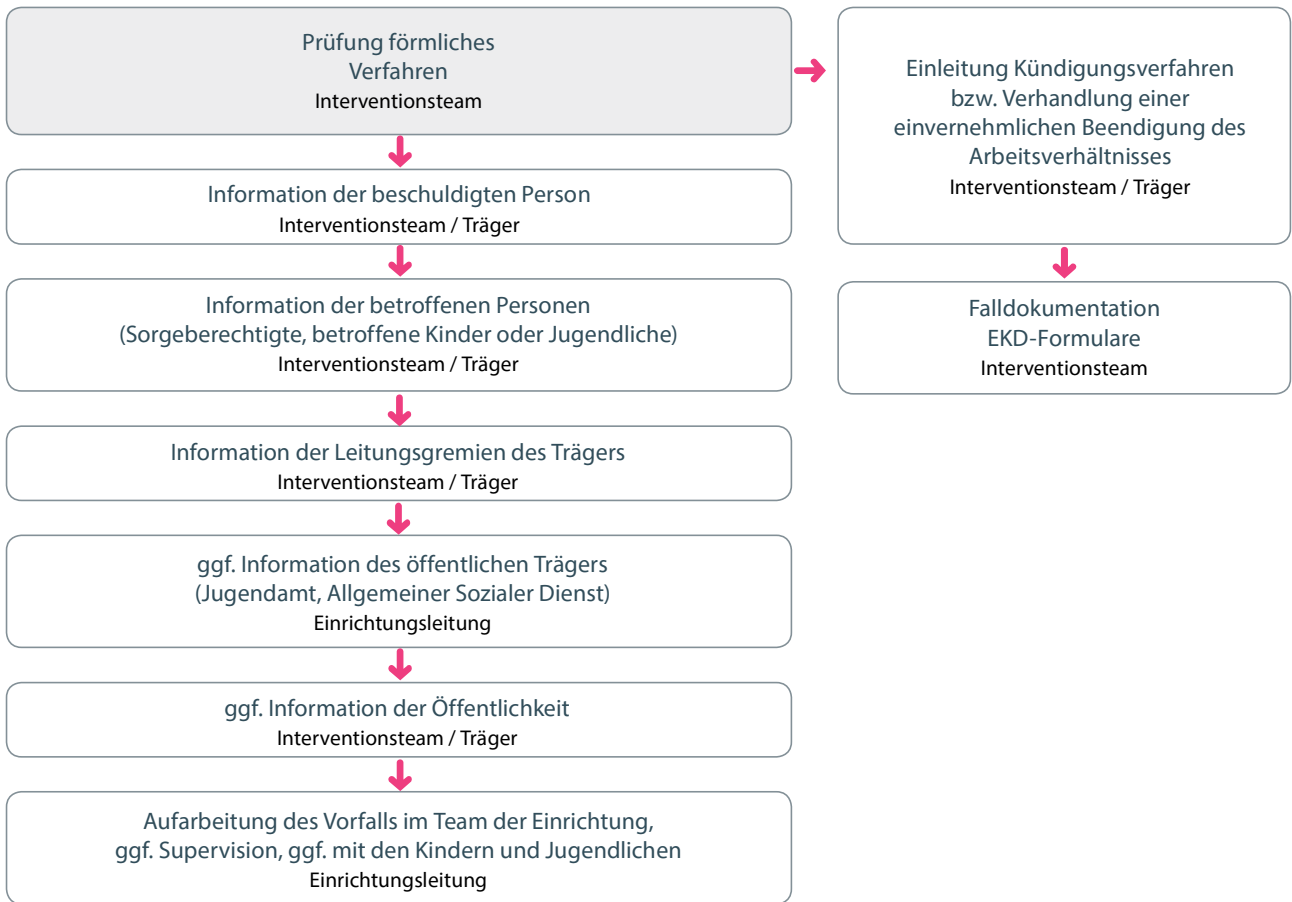 Prüfung förmliches
Verfahren
Interventionsteam
Information der beschuldigten Person
Interventionsteam / Träger
Information der betroffenen Personen
(Sorgeberechtigte, betroffene Kinder oder Jugendliche)
Interventionsteam / Träger
Information der Leitungsgremien des Trägers
Interventionsteam / Träger
ggf. Information des öffentlichen Trägers
(Jugendamt, Allgemeiner Sozialer Dienst)
Einrichtungsleitung
ggf. Information der Öffentlichkeit
Interventionsteam / Träger
Aufarbeitung des Vorfalls im Team der Einrichtung,
ggf. Supervision, ggf. mit den Kindern und Jugendlichen
Einrichtungsleitung
Einleitung Kündigungsverfahren
bzw. Verhandlung einer
einvernehmlichen Beendigung des
Arbeitsverhältnisses
Interventionsteam / Träger
Falldokumentation
EKD-Formulare
Interventionsteam